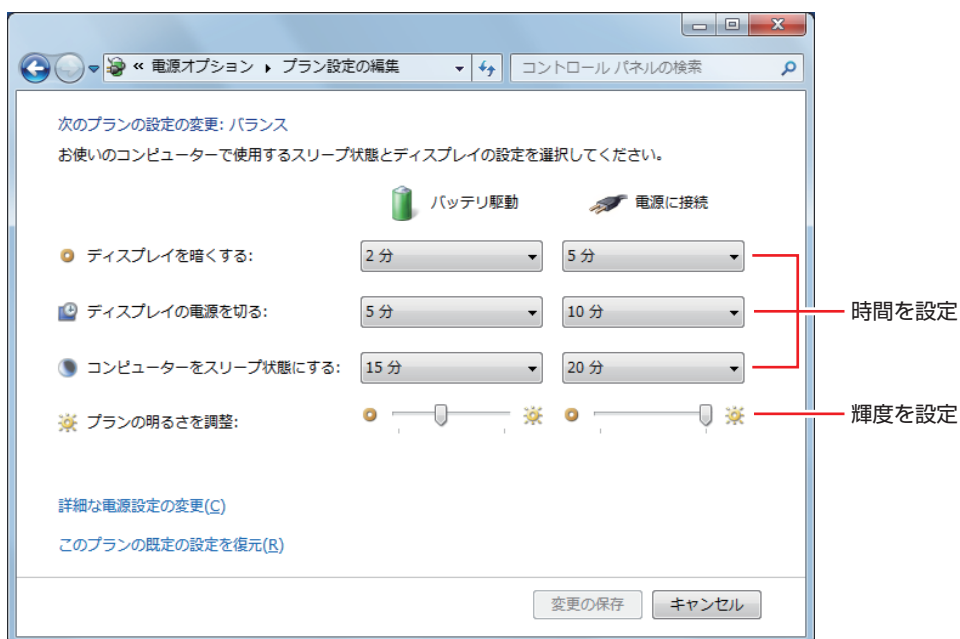 « 電源オプション ▸ プラン設定の編集
コントロール パネルの検索
次のプランの設定の変更: バランス
お使いのコンピューターで使用するスリープ状態とディスプレイの設定を選択してください。
バッテリ駆動 電源に接続
ディスプレイを暗くする: 2 分 5 分
ディスプレイの電源を切る: 5 分 10 分
時間を設定
コンピューターをスリープ状態にする: 15 分 20 分
プランの明るさを調整:
輝度を設定
詳細な電源設定の変更(C)
このプランの既定の設定を復元(R)
変更の保存 キャンセル